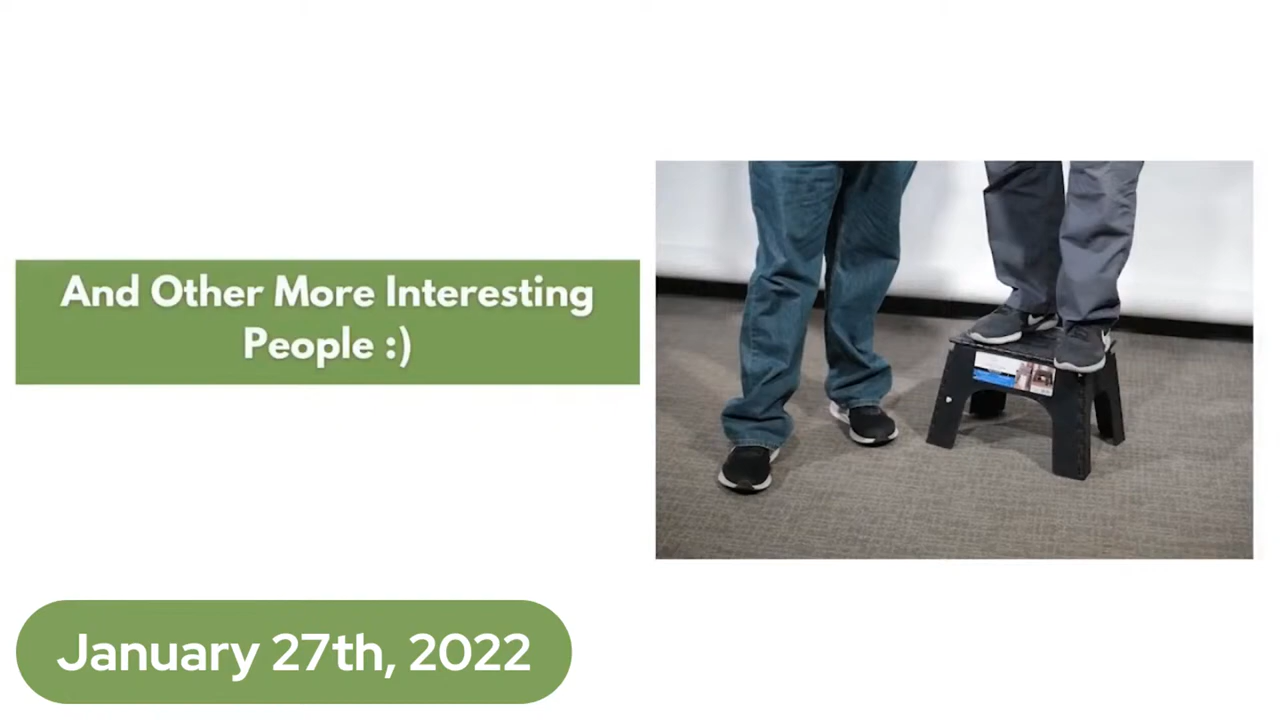 And Other More Interesting
People :)
January 27th, 2022